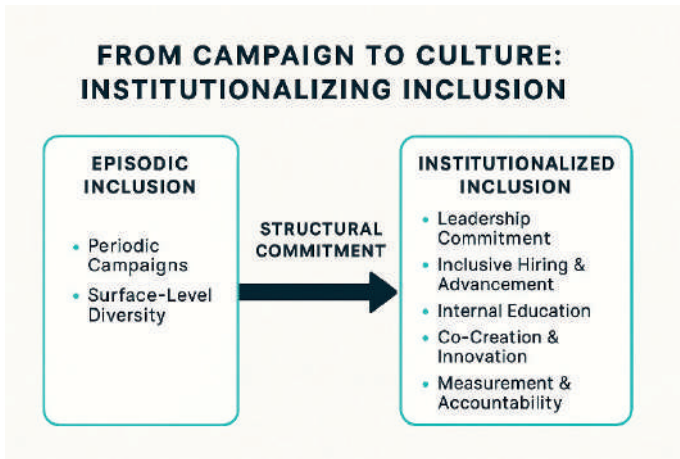 FROM CAMPAIGN TO CULTURE:
INSTITUTIONALIZING INCLUSION
EPISODIC
INCLUSION
• Periodic
Campaigns
• Surface-Level
Diversity
STRUCTURAL
COMMITMENT
INSTITUTIONALIZED
INCLUSION
• Leadership
Commitment
• Inclusive Hiring &
Advancement
• Internal Education
• Co-Creation &
Innovation
• Measurement &
Accountability